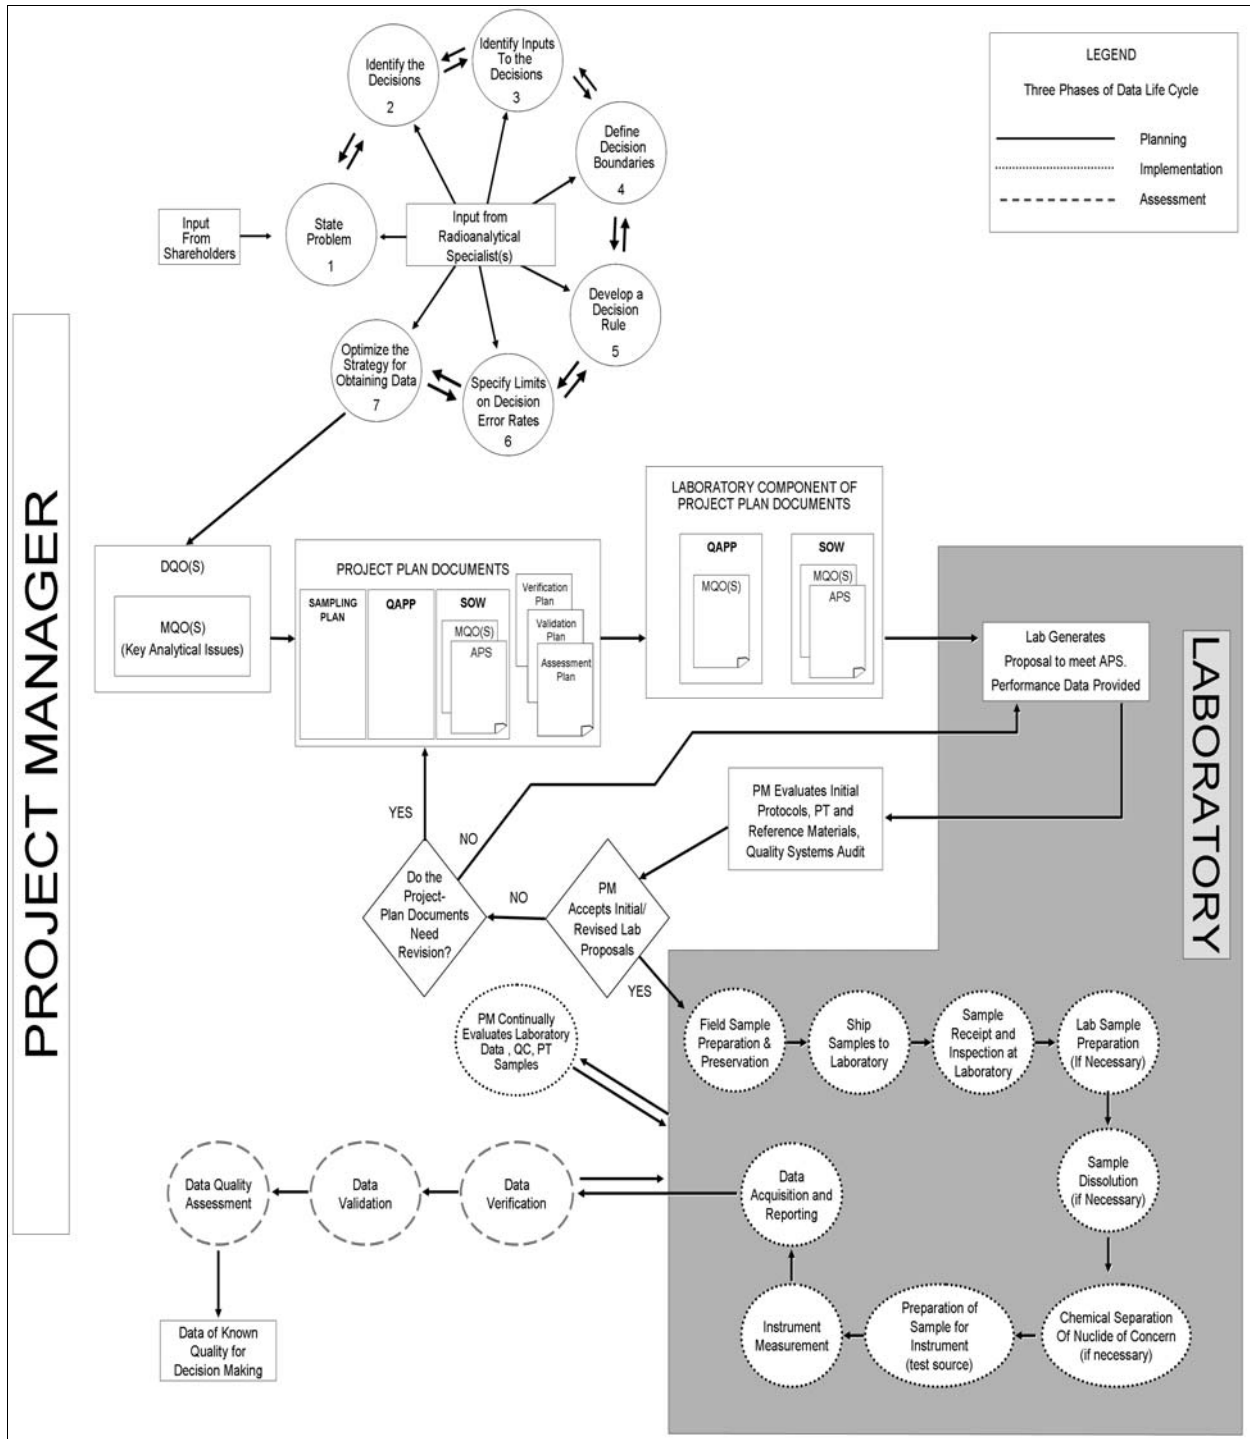 Identify the
Decisions
2
Identify Inputs
To the
Decisions
3
Define
Decision
Boundaries
4
LEGEND
Three Phases of Data Life Cycle
Planning
Implementation
Assessment
Input
From
Shareholders
State
Problem
1
Input from
Radioanalytical
Specialist(s)
Develop a
Decision
Rule
5
Optimize the
Strategy for
Obtaining Data
7
Specify Limits
on Decision
Error Rates
6
PROJECT MANAGER
DQO(S)
MQO(S)
(Key Analytical Issues)
PROJECT PLAN DOCUMENTS
SAMPLING
PLAN
QAPP
SOW
MQO(S)
APS
Verification
Plan
Validation
Plan
Assessment
Plan
LABORATORY COMPONENT OF
PROJECT PLAN DOCUMENTS
QAPP
MQO(S)
SOW
MQO(S)
APS
Lab Generates
Proposal to meet APS.
Performance Data Provided
LABORATORY
PM Evaluates Initial
Protocols, PT and
Reference Materials,
Quality Systems Audit
YES
NO
Do the
Project-
Plan Documents
Need
Revision?
NO
PM
Accepts Initial/
Revised Lab
Proposals
YES
PM Continually
Evaluates Laboratory
Data , QC, PT
Samples
Field Sample
Preparation &
Preservation
Ship
Samples to
Laboratory
Sample
Receipt and
Inspection at
Laboratory
Lab Sample
Preparation
(If Necessary)
Sample
Dissolution
(if Necessary)
Data Quality
Assessment
Data
Validation
Data
Verification
Data
Acquisition and
Reporting
Data of Known
Quality for
Decision Making
Instrument
Measurement
Preparation of
Sample for
Instrument
(test source)
Chemical Separation
Of Nuclide of Concern
(if necessary)